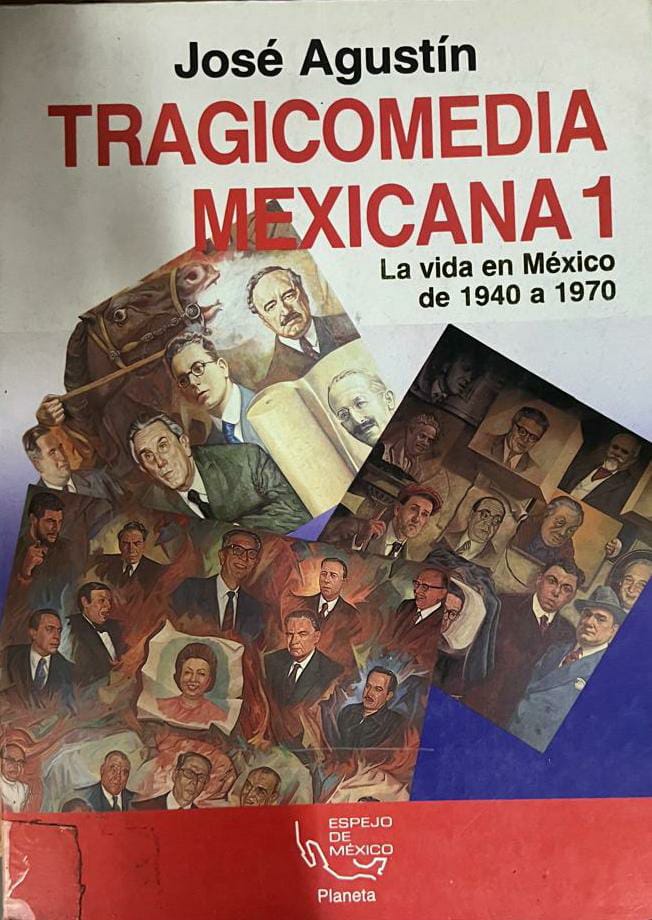 José Agustín
TRAGICOMEDIA
MEXICANA 1
La vida en México
de 1940 a 1970
ESPEJO
DE
MÉXICO
Planeta